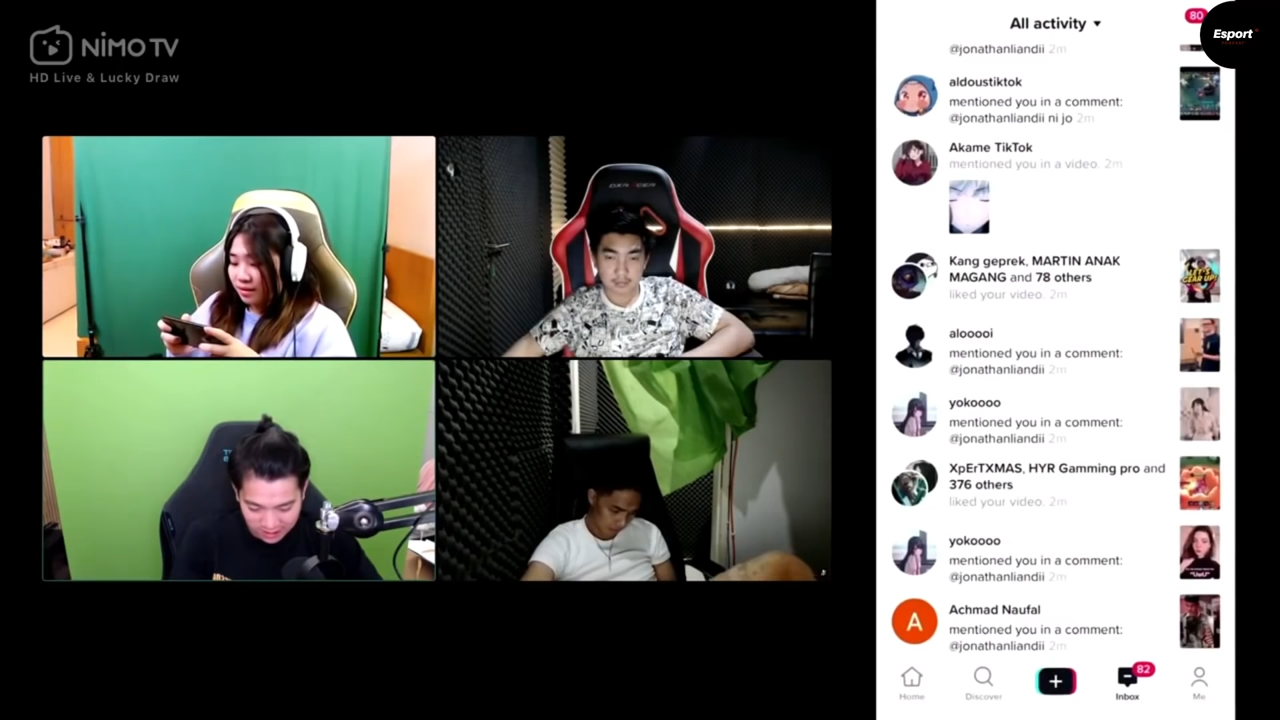 NIMO TV
HD Live & Lucky Draw
All activity
80
Esport
@jonathanliandii 2m
aldoustiktok
mentioned you in a comment:
@jonathanliandii ni jo 2m
Akame TikTok
mentioned you in a video. 2m
Kang geprek, MARTIN ANAK
MAGANG and 78 others
liked your video. 2m
LET'S
GEAR UP!
alooooi
mentioned you in a comment:
@jonathanliandii 2m
yokoooo
mentioned you in a comment:
@jonathanliandii 2m
XpErTXMAS, HYR Gamming pro and
376 others
liked your video. 2m
yokoooo
mentioned you in a comment:
@jonathanliandii 2m
A
Achmad Naufal
mentioned you in a comment:
@jonathanliandii 2m
82
Home
Discover
Inbox
Me